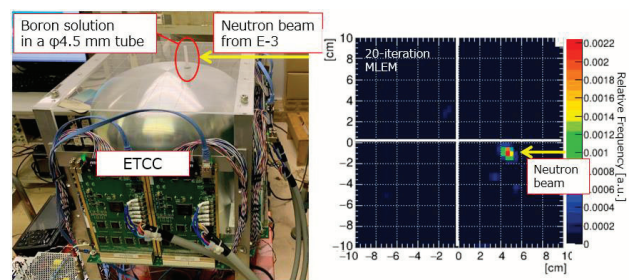 Boron solution
in a φ4.5 mm tube
Neutron beam
from E-3
ETCC
[cm]
10
8
6
4
2
0
-2
-4
-6
-8
-10
20-iteration
MLEM
Neutron
beam
-10 -8 -6 -4 -2 0 2 4 6 8
[cm]
0.0022
0.002
0.0018
0.0016
0.0014
0.0012
0.001
0.0008
0.0004
0.0002
0
Relative Frequency [a.u.]